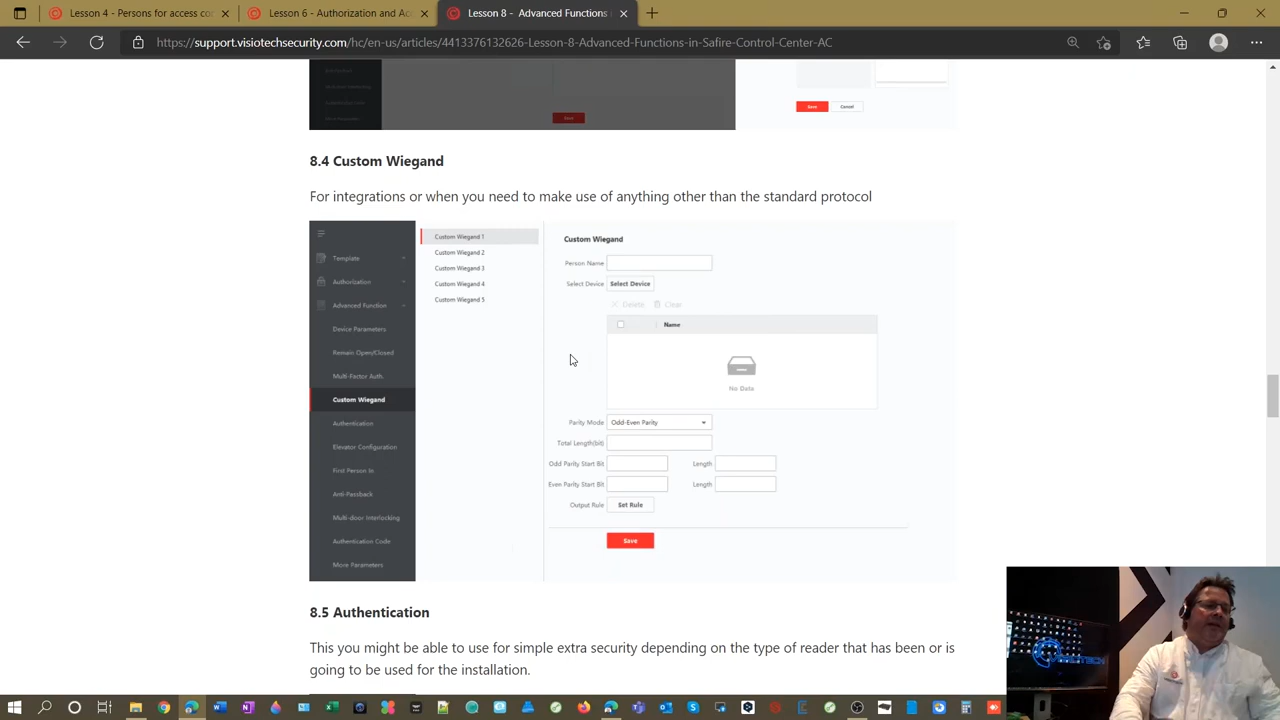 Lesson 4 - Persons for access co
Lesson 6 - Authorization and Ac
Lesson 8 - Advanced Functions
https://support.visiotechsecurity.com/hc/en-us/articles/4413376132626-Lesson-8-Advanced-Functions-in-Safire-Control-Center-AC
Save
Save
Cancel
8.4 Custom Wiegand
For integrations or when you need to make use of anything other than the standard protocol
Template
Authorization
Advanced Function
Device Parameters
Remain Open/Closed
Multi-Factor Auth.
Custom Wiegand
Authentication
Elevator Configuration
First Person In
Anti-Passback
Multi-door Interlocking
Authentication Code
More Parameters
Custom Wiegand 1
Custom Wiegand 2
Custom Wiegand 3
Custom Wiegand 4
Custom Wiegand 5
Custom Wiegand
Person Name
Select Device Select Device
Delete Clear
Name
No Data
Parity Mode Odd-Even Parity
Total Length(bit)
Odd Parity Start Bit Length
Even Parity Start Bit Length
Output Rule Set Rule
Save
8.5 Authentication
This you might be able to use for simple extra security depending on the type of reader that has been or is
going to be used for the installation.